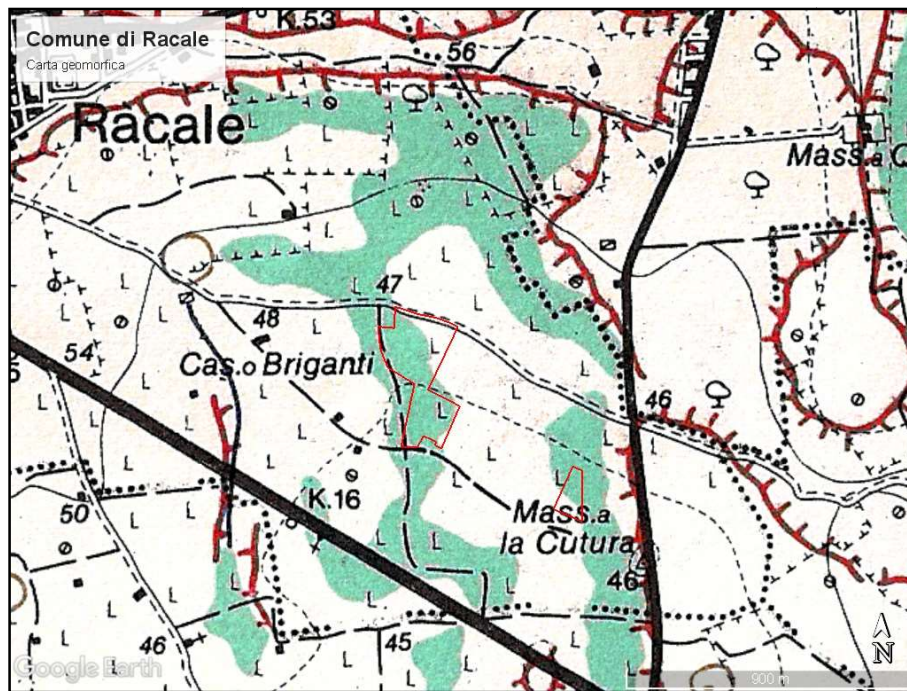 Comune di Racale
Carta geomorfica
K.53
56
Racale
Mass.a
47
48
Cas.o Briganti
54
46
K.16
50
Mass.a
la Cutura
46
46
45
Google Earth
900 m
N